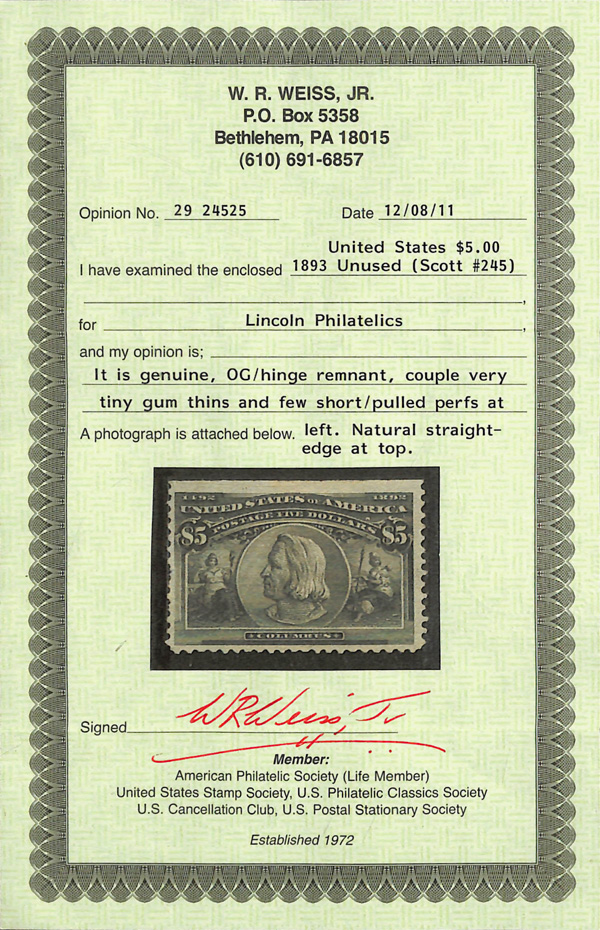 W. R. WEISS, JR.
P.O. Box 5358
Bethlehem, PA 18015
(610) 691-6857
Opinion No. 29 24525 Date 12/08/11
United States $5.00
I have examined the enclosed 1893 Unused (Scott #245)
,
for Lincoln Philatelics ,
and my opinion is;
It is genuine, OG/hinge remnant, couple very
tiny gum thins and few short/pulled perfs at
A photograph is attached below. left. Natural straight-
edge at top.
1492 1892
UNITED STATES OF AMERICA
POSTAGE FIVE DOLLARS
$5 $5
COLUMBUS
Signed WRWeiss, Jr
Member:
American Philatelic Society (Life Member)
United States Stamp Society, U.S. Philatelic Classics Society
U.S. Cancellation Club, U.S. Postal Stationary Society
Established 1972